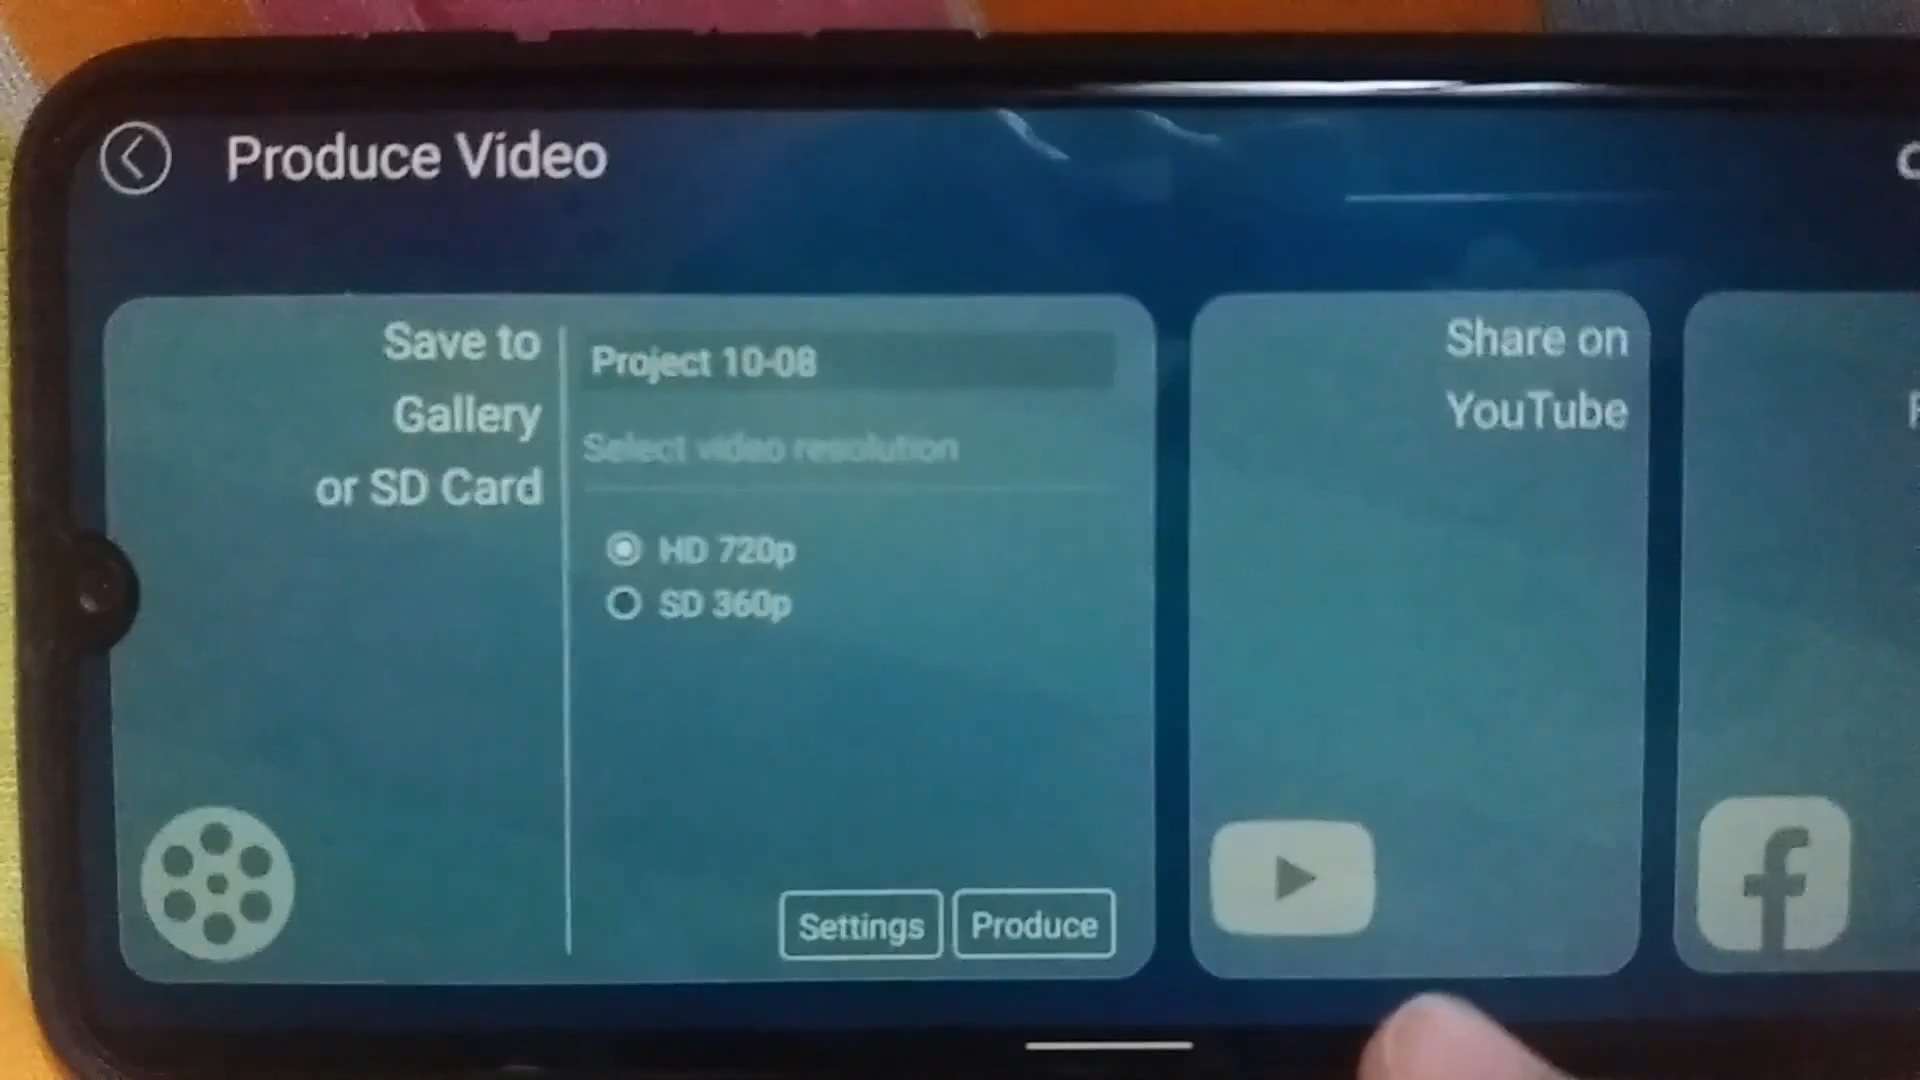 Produce Video
Save to
Gallery
or SD Card
Project 10-08
Select video resolution
HD 720p
SD 360p
Settings
Produce
Share on
YouTube